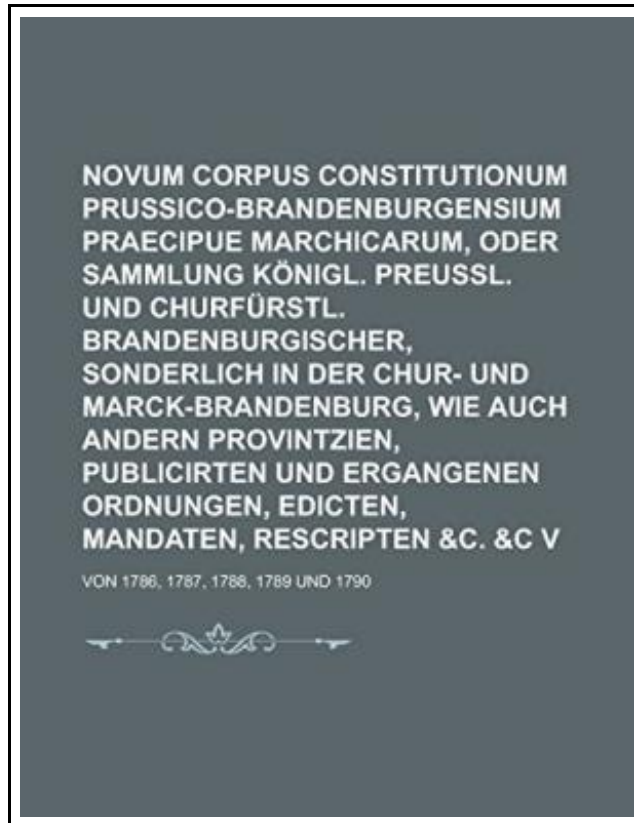 NOVUM CORPUS CONSTITUTIONUM
PRUSSICO-BRANDENBURGENSIUM
PRAECIPUE MARCHICARUM, ODER
SAMMLUNG KÖNIGL. PREUSSL.
UND CHURFÜRSTL.
BRANDENBURGISCHER,
SONDERLICH IN DER CHUR- UND
MARCK-BRANDENBURG, WIE AUCH
ANDERN PROVINTZIEN,
PUBLICIRTEN UND ERGANGENEN
ORDNUNGEN, EDICTEN,
MANDATEN, RESCRIPTEN &C. &C V
VON 1786, 1787, 1788, 1789 UND 1790